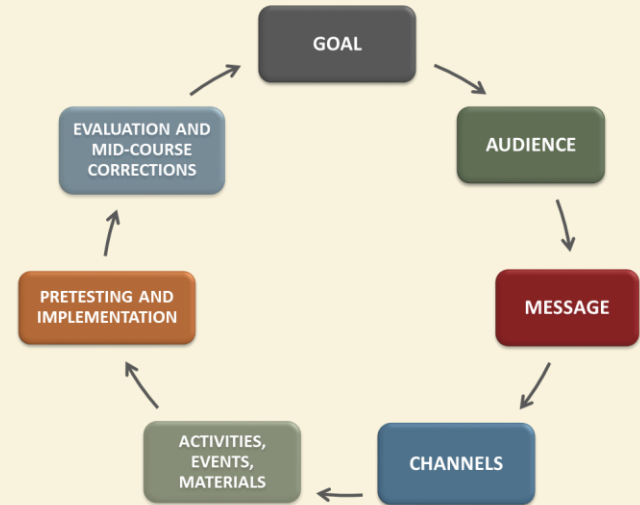 GOAL
AUDIENCE
MESSAGE
CHANNELS
ACTIVITIES,
EVENTS,
MATERIALS
PRETESTING AND
IMPLEMENTATION
EVALUATION AND
MID-COURSE
CORRECTIONS